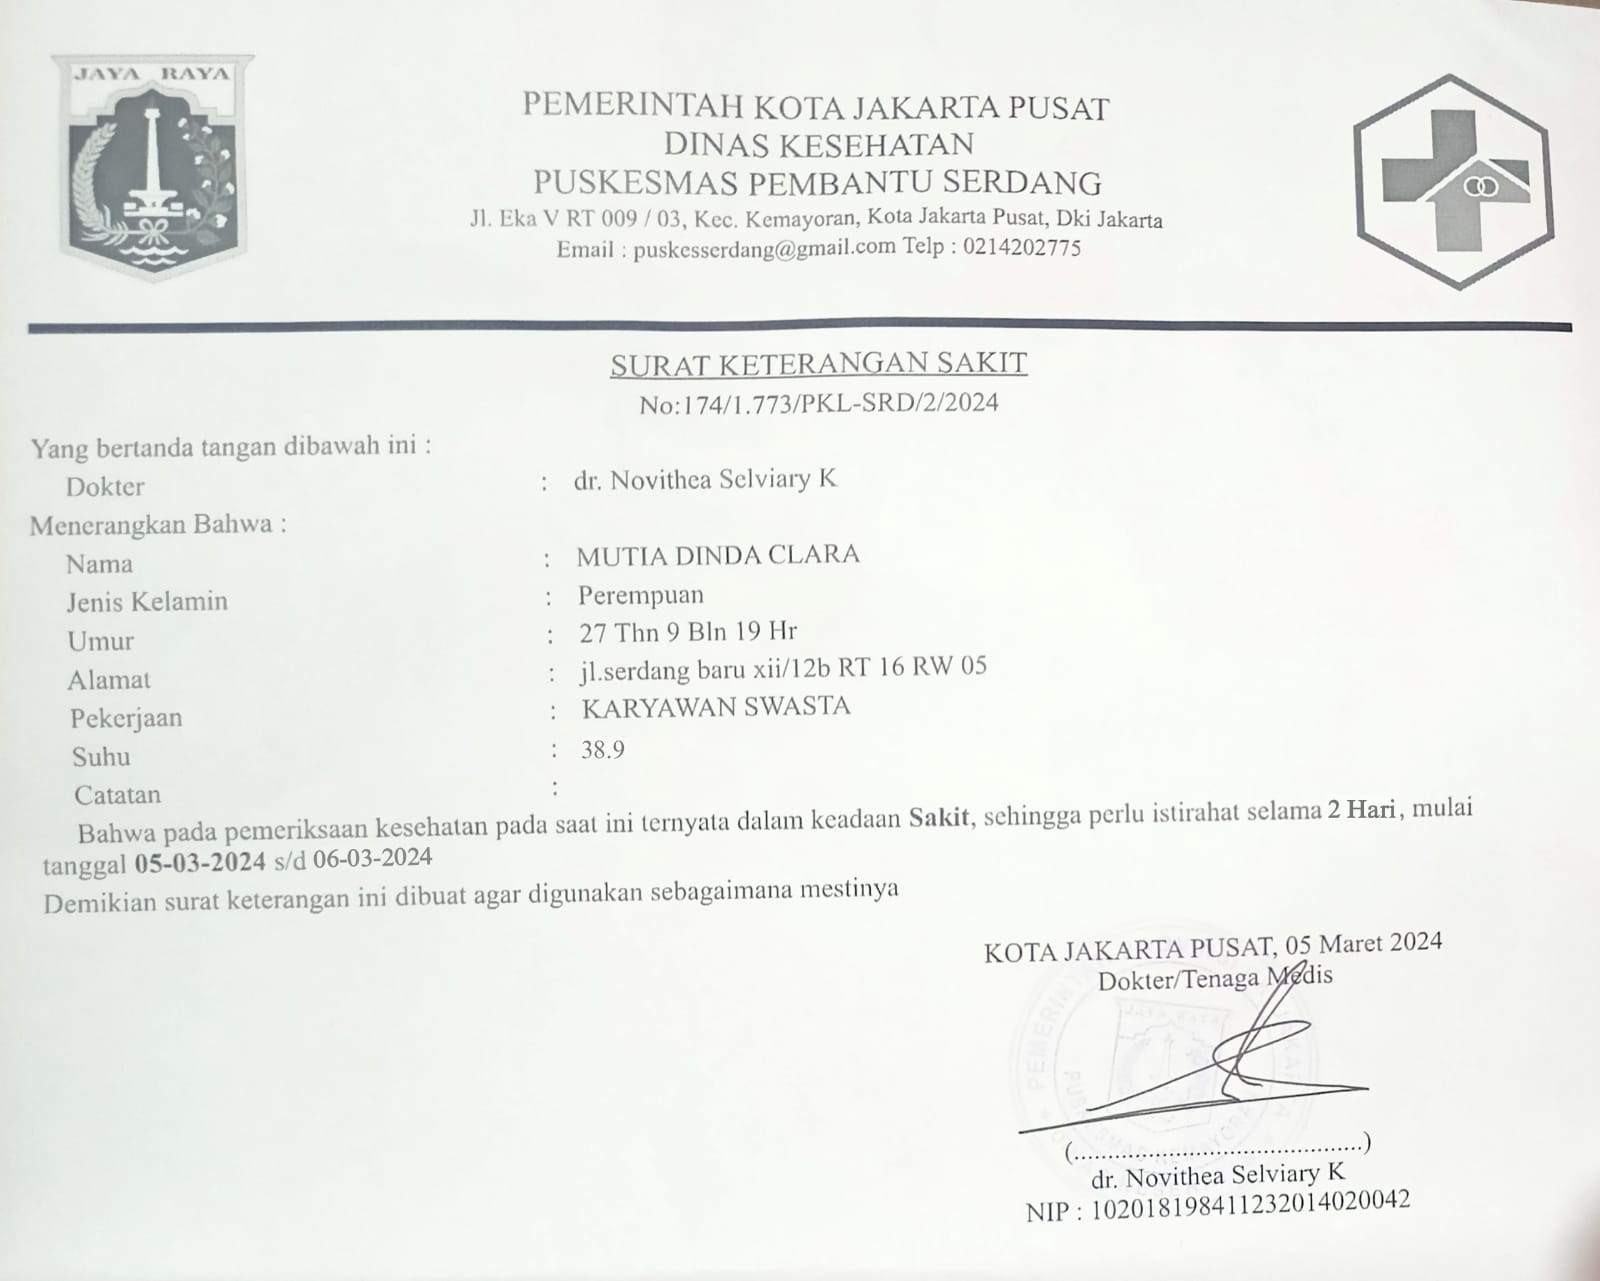 JAYA RAYA
PEMERINTAH KOTA JAKARTA PUSAT
DINAS KESEHATAN
PUSKESMAS PEMBANTU SERDANG
Jl. Eka V RT 009 / 03, Kec. Kemayoran, Kota Jakarta Pusat, Dki Jakarta
Email : puskesserdang@gmail.com Telp : 0214202775
SURAT KETERANGAN SAKIT
No:174/1.773/PKL-SRD/2/2024
Yang bertanda tangan dibawah ini :
Dokter : dr. Novithea Selviary K
Menerangkan Bahwa :
Nama : MUTIA DINDA CLARA
Jenis Kelamin : Perempuan
Umur : 27 Thn 9 Bln 19 Hr
Alamat : jl.serdang baru xii/12b RT 16 RW 05
Pekerjaan : KARYAWAN SWASTA
Suhu : 38.9
Catatan :
Bahwa pada pemeriksaan kesehatan pada saat ini ternyata dalam keadaan Sakit, sehingga perlu istirahat selama 2 Hari, mulai
tanggal 05-03-2024 s/d 06-03-2024
Demikian surat keterangan ini dibuat agar digunakan sebagaimana mestinya
KOTA JAKARTA PUSAT, 05 Maret 2024
Dokter/Tenaga Medis
(............................................)
dr. Novithea Selviary K
NIP : 102018198411232014020042